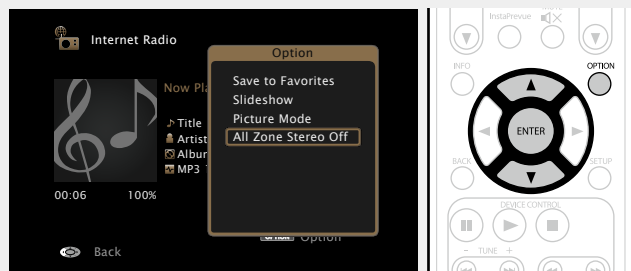 Internet Radio
Option
Now Pla
Save to Favorites
Slideshow
Picture Mode
All Zone Stereo Off
Title
Artist
Albu
MP3
00:06 100%
Option
Back
InstaPrevue
INFO
OPTION
ENTER
BACK
SETUP
DEVICE CONTROL
- TUNE +